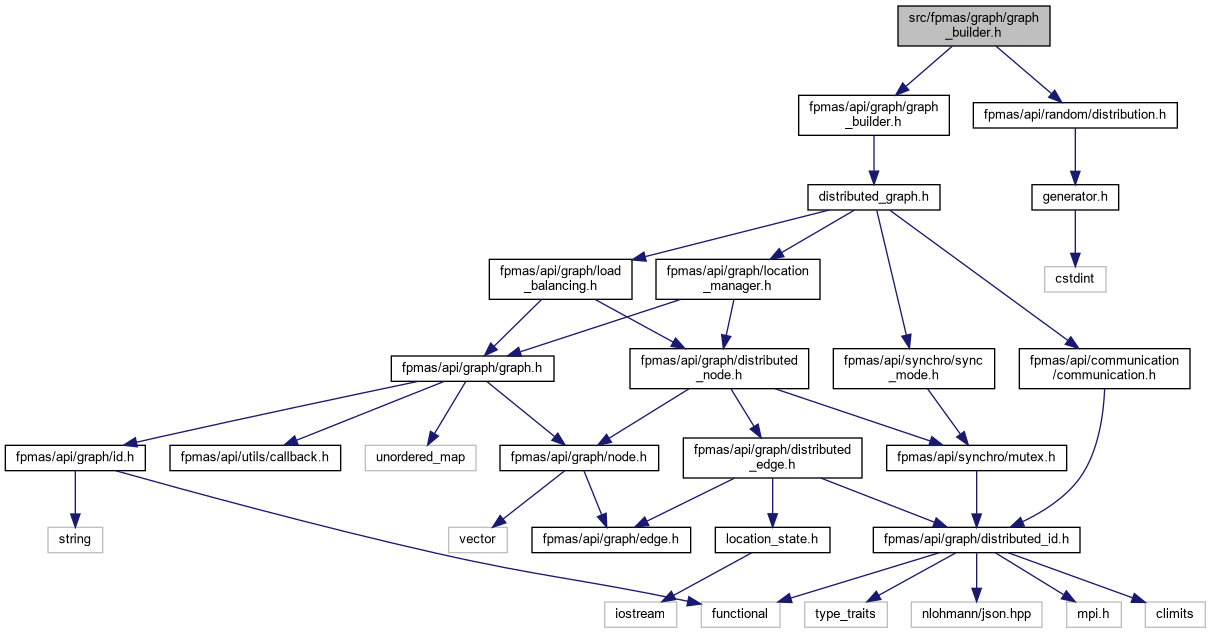 src/fpmas/graph/graph
_builder.h
fpmas/api/graph/graph
_builder.h
fpmas/api/random/distribution.h
distributed_graph.h
generator.h
fpmas/api/graph/load
_balancing.h
fpmas/api/graph/location
_manager.h
cstdint
fpmas/api/graph/graph.h
fpmas/api/graph/distributed
_node.h
fpmas/api/synchro/sync
_mode.h
fpmas/api/communication
/communication.h
fpmas/api/graph/id.h
fpmas/api/utils/callback.h
unordered_map
fpmas/api/graph/node.h
fpmas/api/graph/distributed
_edge.h
fpmas/api/synchro/mutex.h
string
vector
fpmas/api/graph/edge.h
location_state.h
fpmas/api/graph/distributed_id.h
iostream
functional
type_traits
nlohmann/json.hpp
mpi.h
climits